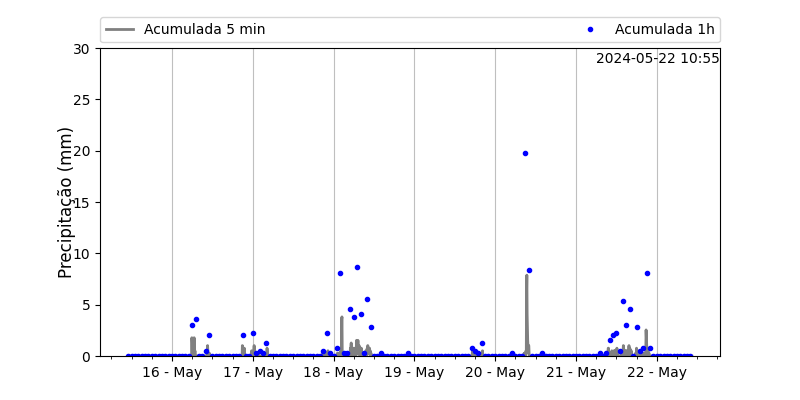 Acumulada 5 min
Acumulada 1h
2024-05-22 10:55
Precipitação (mm)
30
25
20
15
10
5
0
16 - May
17 - May
18 - May
19 - May
20 - May
21 - May
22 - May